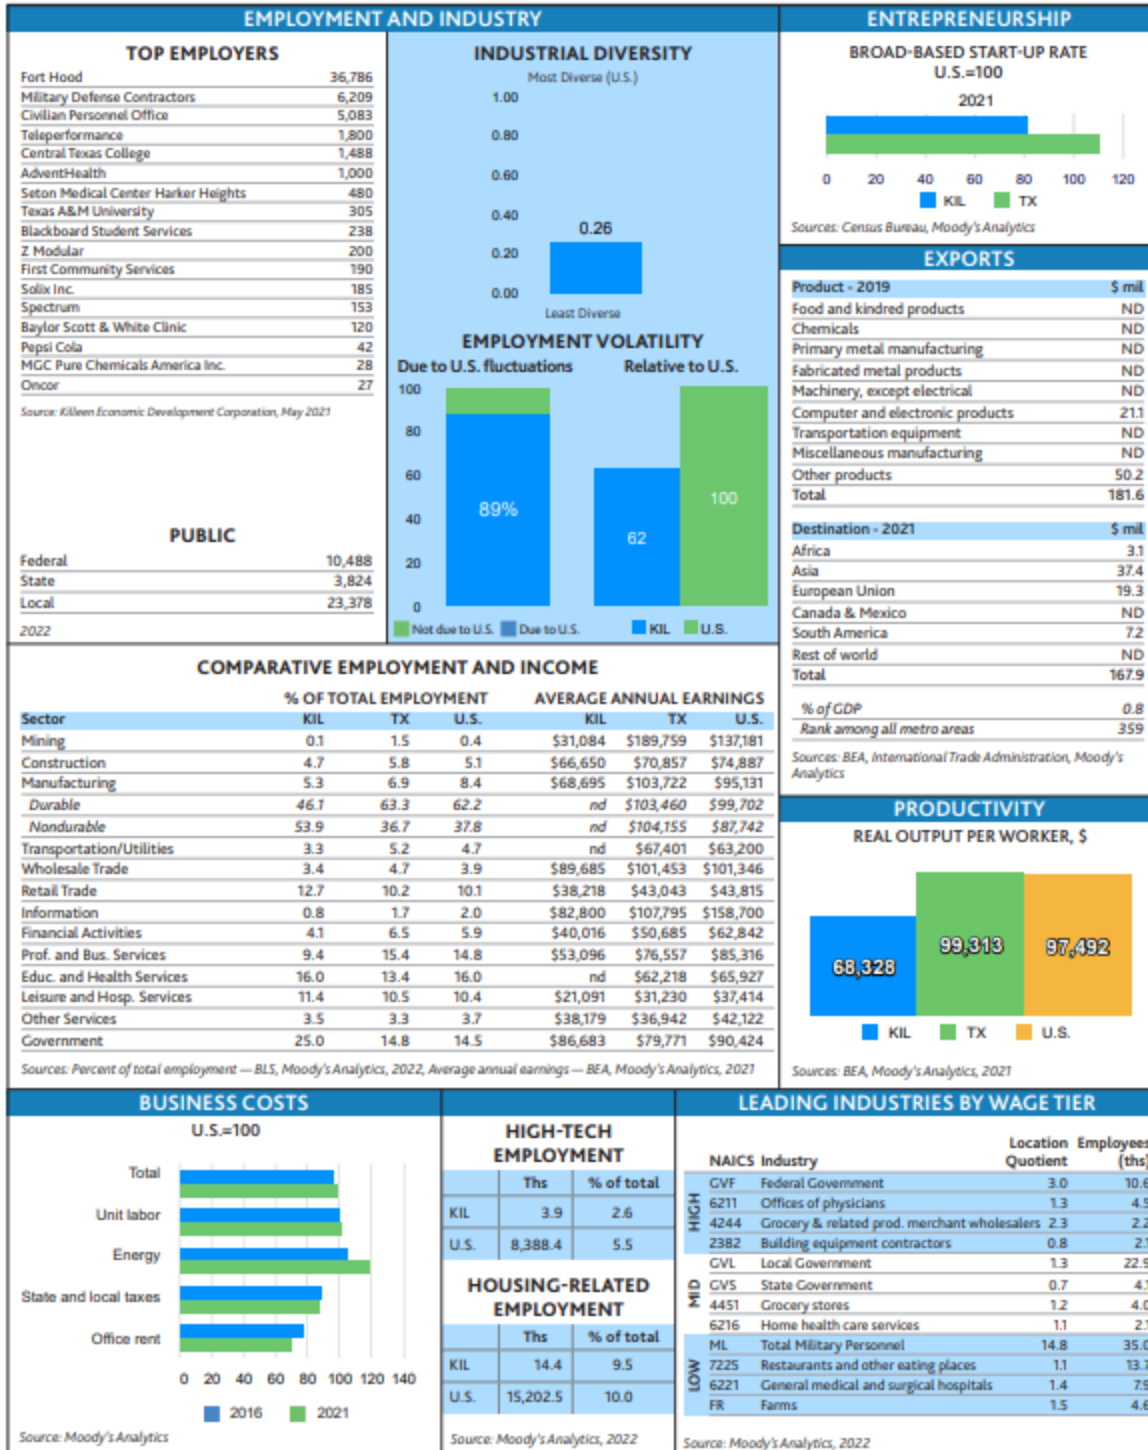 EMPLOYMENT AND INDUSTRY
TOP EMPLOYERS
Fort Hood 36,786
Military Defense Contractors 6,209
Civilian Personnel Office 5,083
Teleperformance 1,800
Central Texas College 1,488
AdventHealth 1,000
Seton Medical Center Harker Heights 480
Texas A&M University 305
Blackboard Student Services 238
Z Modular 200
First Community Services 190
Solix Inc. 185
Spectrum 153
Baylor Scott & White Clinic 120
Pepsi Cola 42
MGC Pure Chemicals America Inc. 28
Oncor 27
Source: Killeen Economic Development Corporation, May 2021
PUBLIC
Federal 10,488
State 3,824
Local 23,378
2022
INDUSTRIAL DIVERSITY
Most Diverse (U.S.)
1.00
0.80
0.60
0.40
0.26
0.20
0.00
Least Diverse
EMPLOYMENT VOLATILITY
Due to U.S. fluctuations Relative to U.S.
100
80
60
40
20
0
89%
62
100
Not due to U.S. Due to U.S. KIL U.S.
COMPARATIVE EMPLOYMENT AND INCOME
% OF TOTAL EMPLOYMENT AVERAGE ANNUAL EARNINGS
Sector KIL TX U.S. KIL TX U.S.
Mining 0.1 1.5 0.4 $31,084 $189,759 $137,181
Construction 4.7 5.8 5.1 $66,650 $70,857 $74,887
Manufacturing 5.3 6.9 8.4 $68,695 $103,722 $95,131
Durable 46.1 63.3 62.2 nd $103,460 $99,702
Nondurable 53.9 36.7 37.8 nd $104,155 $87,742
Transportation/Utilities 3.3 5.2 4.7 nd $67,401 $63,200
Wholesale Trade 3.4 4.7 3.9 $89,685 $101,453 $101,346
Retail Trade 12.7 10.2 10.1 $38,218 $43,043 $43,815
Information 0.8 1.7 2.0 $82,800 $107,795 $158,700
Financial Activities 4.1 6.5 5.9 $40,016 $50,685 $62,842
Prof. and Bus. Services 9.4 15.4 14.8 $53,096 $76,557 $85,316
Educ. and Health Services 16.0 13.4 16.0 nd $62,218 $65,927
Leisure and Hosp. Services 11.4 10.5 10.4 $21,091 $31,230 $37,414
Other Services 3.5 3.3 3.7 $38,179 $36,942 $42,122
Government 25.0 14.8 14.5 $86,683 $79,771 $90,424
Sources: Percent of total employment — BLS, Moody's Analytics, 2022, Average annual earnings — BEA, Moody's Analytics, 2021
ENTREPRENEURSHIP
BROAD-BASED START-UP RATE
U.S.=100
2021
0 20 40 60 80 100 120
KIL TX
Sources: Census Bureau, Moody's Analytics
EXPORTS
Product - 2019 $ mil
Food and kindred products ND
Chemicals ND
Primary metal manufacturing ND
Fabricated metal products ND
Machinery, except electrical ND
Computer and electronic products 21.1
Transportation equipment ND
Miscellaneous manufacturing ND
Other products 50.2
Total 181.6
Destination - 2021 $ mil
Africa 3.1
Asia 37.4
European Union 19.3
Canada & Mexico ND
South America 7.2
Rest of world ND
Total 167.9
% of GDP 0.8
Rank among all metro areas 359
Sources: BEA, International Trade Administration, Moody's
Analytics
PRODUCTIVITY
REAL OUTPUT PER WORKER, $
68,328
99,313
97,492
KIL TX U.S.
Sources: BEA, Moody's Analytics, 2021
BUSINESS COSTS
U.S.=100
Total
Unit labor
Energy
State and local taxes
Office rent
0 20 40 60 80 100 120 140
2016 2021
Source: Moody's Analytics
HIGH-TECH
EMPLOYMENT
Ths % of total
KIL 3.9 2.6
U.S. 8,388.4 5.5
HOUSING-RELATED
EMPLOYMENT
Ths % of total
KIL 14.4 9.5
U.S. 15,202.5 10.0
Source: Moody's Analytics, 2022
LEADING INDUSTRIES BY WAGE TIER
Location Employees
NAICS Industry Quotient (ths)
HIGH
GVF Federal Government 3.0 10.6
6211 Offices of physicians 1.3 4.5
4244 Grocery & related prod. merchant wholesalers 2.3 2.2
2382 Building equipment contractors 0.8 2.1
MID
GVL Local Government 1.3 22.9
GVS State Government 0.7 4.1
4451 Grocery stores 1.2 4.0
6216 Home health care services 1.1 2.1
LOW
ML Total Military Personnel 14.8 35.0
7225 Restaurants and other eating places 1.1 13.7
6221 General medical and surgical hospitals 1.4 7.9
FR Farms 1.5 4.6
Source: Moody's Analytics, 2022